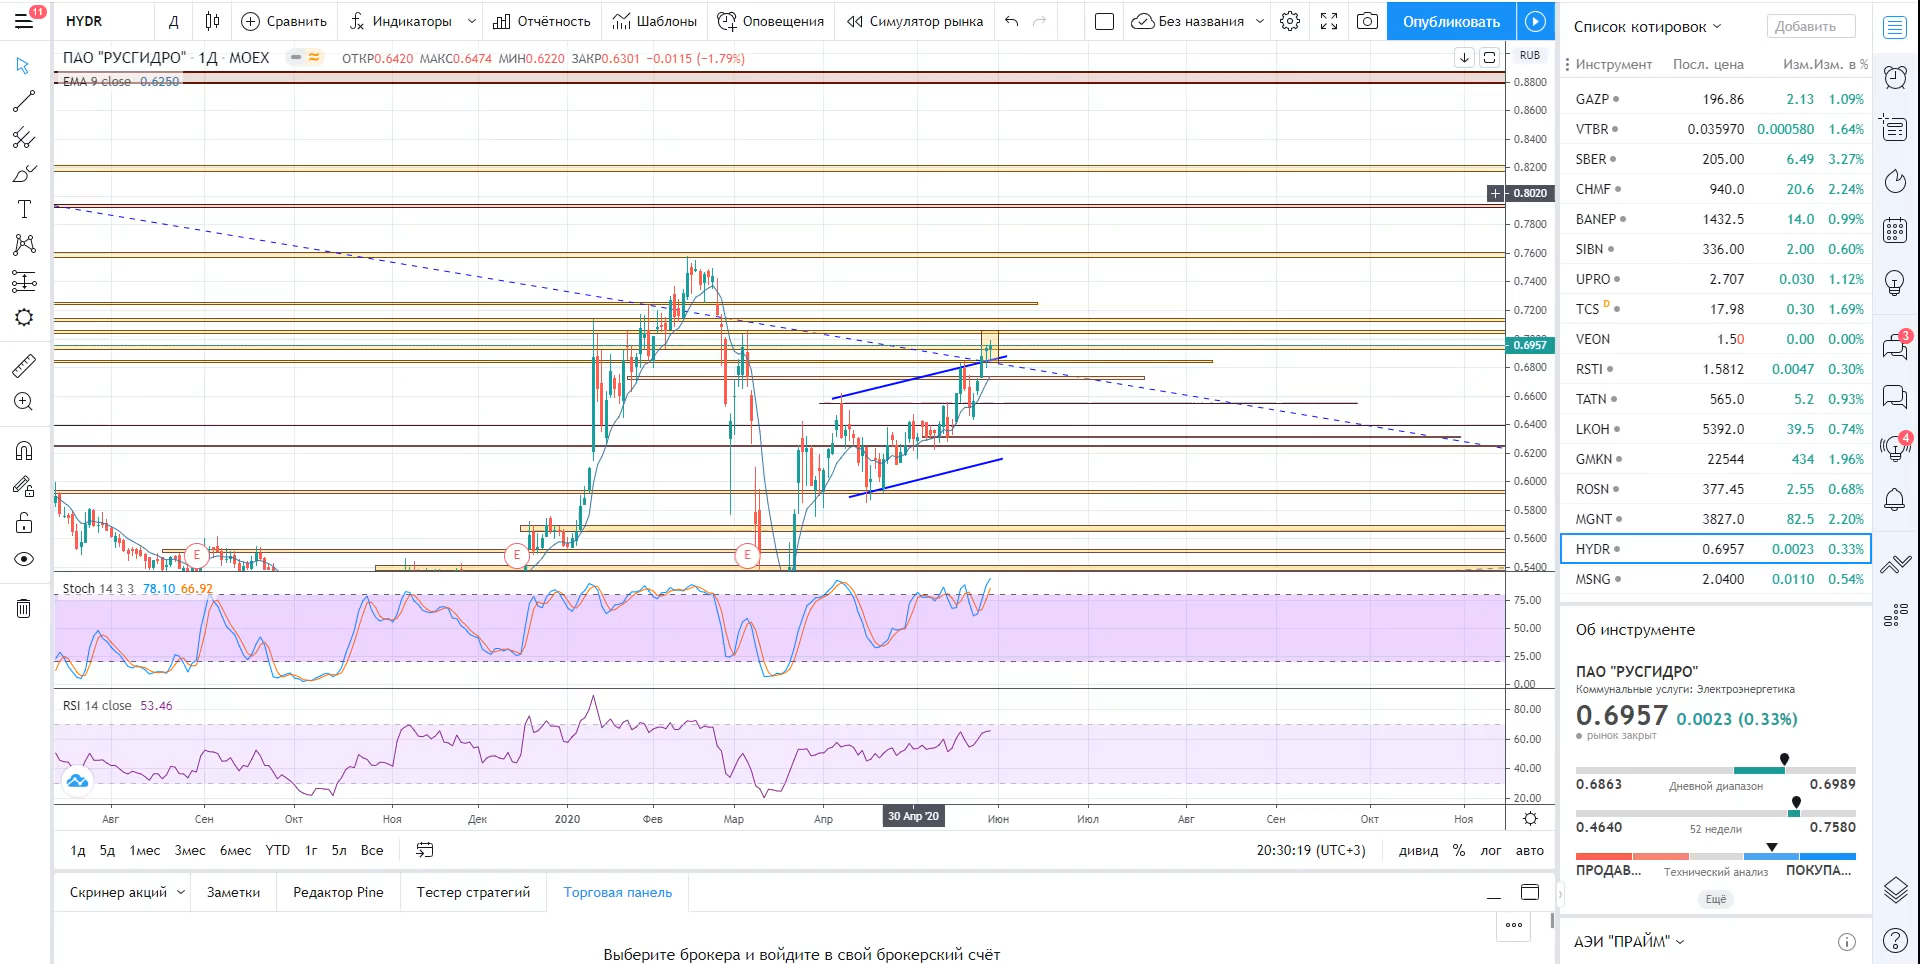 11
HYDR
Д
Сравнить
Индикаторы
Отчётность
Шаблоны
Оповещения
Симулятор рынка
Без названия
Опубликовать
Список котировок
Добавить
ПАО "РУСГИДРО" · 1Д · MOEX
ОТКР0.6420 МАКС0.6474 МИН0.6220 ЗАКР0.6301 −0.0115 (−1.79%)
EMA 9 close 0.6250
RUB
0.8800
0.8600
0.8400
0.8200
0.8020
0.7800
0.7600
0.7400
0.7200
0.6957
0.6800
0.6600
0.6400
0.6200
0.6000
0.5800
0.5600
0.5400
E
E
E
Stoch 14 3 3 78.10 66.92
75.00
50.00
25.00
0.00
RSI 14 close 53.46
80.00
60.00
40.00
20.00
Авг Сен Окт Ноя Дек 2020 Фев Мар Апр 30 Апр '20 Июн Июл Авг Сен Окт Ноя
1д 5д 1мес 3мес 6мес YTD 1г 5л Все
20:30:19 (UTC+3) дивид % лог авто
Скринер акций
Заметки
Редактор Pine
Тестер стратегий
Торговая панель
Выберите брокера и войдите в свой брокерский счёт
Инструмент Посл. цена Изм. Изм. в %
GAZP 196.86 2.13 1.09%
VTBR 0.035970 0.000580 1.64%
SBER 205.00 6.49 3.27%
CHMF 940.0 20.6 2.24%
BANEP 1432.5 14.0 0.99%
SIBN 336.00 2.00 0.60%
UPRO 2.707 0.030 1.12%
TCS D 17.98 0.30 1.69%
VEON 1.50 0.00 0.00%
RSTI 1.5812 0.0047 0.30%
TATN 565.0 5.2 0.93%
LKOH 5392.0 39.5 0.74%
GMKN 22544 434 1.96%
ROSN 377.45 2.55 0.68%
MGNT 3827.0 82.5 2.20%
HYDR 0.6957 0.0023 0.33%
MSNG 2.0400 0.0110 0.54%
Об инструменте
ПАО "РУСГИДРО"
Коммунальные услуги: Электроэнергетика
0.6957 0.0023 (0.33%)
рынок закрыт
0.6863 Дневной диапазон 0.6989
0.4640 52 недели 0.7580
ПРОДАВ... Технический анализ ПОКУПА...
Ещё
АЭИ "ПРАЙМ"
3
4